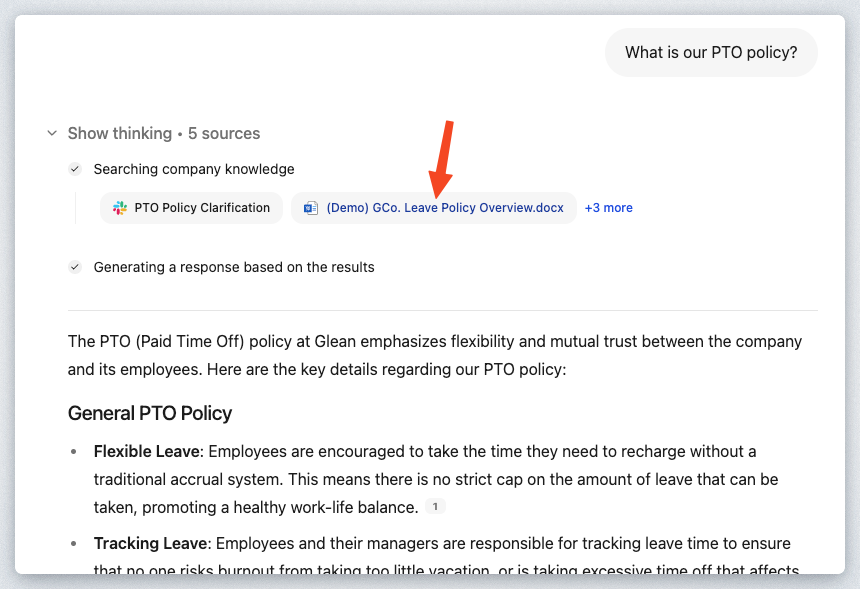 What is our PTO policy?
Show thinking • 5 sources
Searching company knowledge
PTO Policy Clarification (Demo) GCo. Leave Policy Overview.docx +3 more
Generating a response based on the results
The PTO (Paid Time Off) policy at Glean emphasizes flexibility and mutual trust between the company
and its employees. Here are the key details regarding our PTO policy:
General PTO Policy
• Flexible Leave: Employees are encouraged to take the time they need to recharge without a
traditional accrual system. This means there is no strict cap on the amount of leave that can be
taken, promoting a healthy work-life balance. 1
• Tracking Leave: Employees and their managers are responsible for tracking leave time to ensure
that no one risks burnout from taking too little vacation, or is taking excessive time off that affects